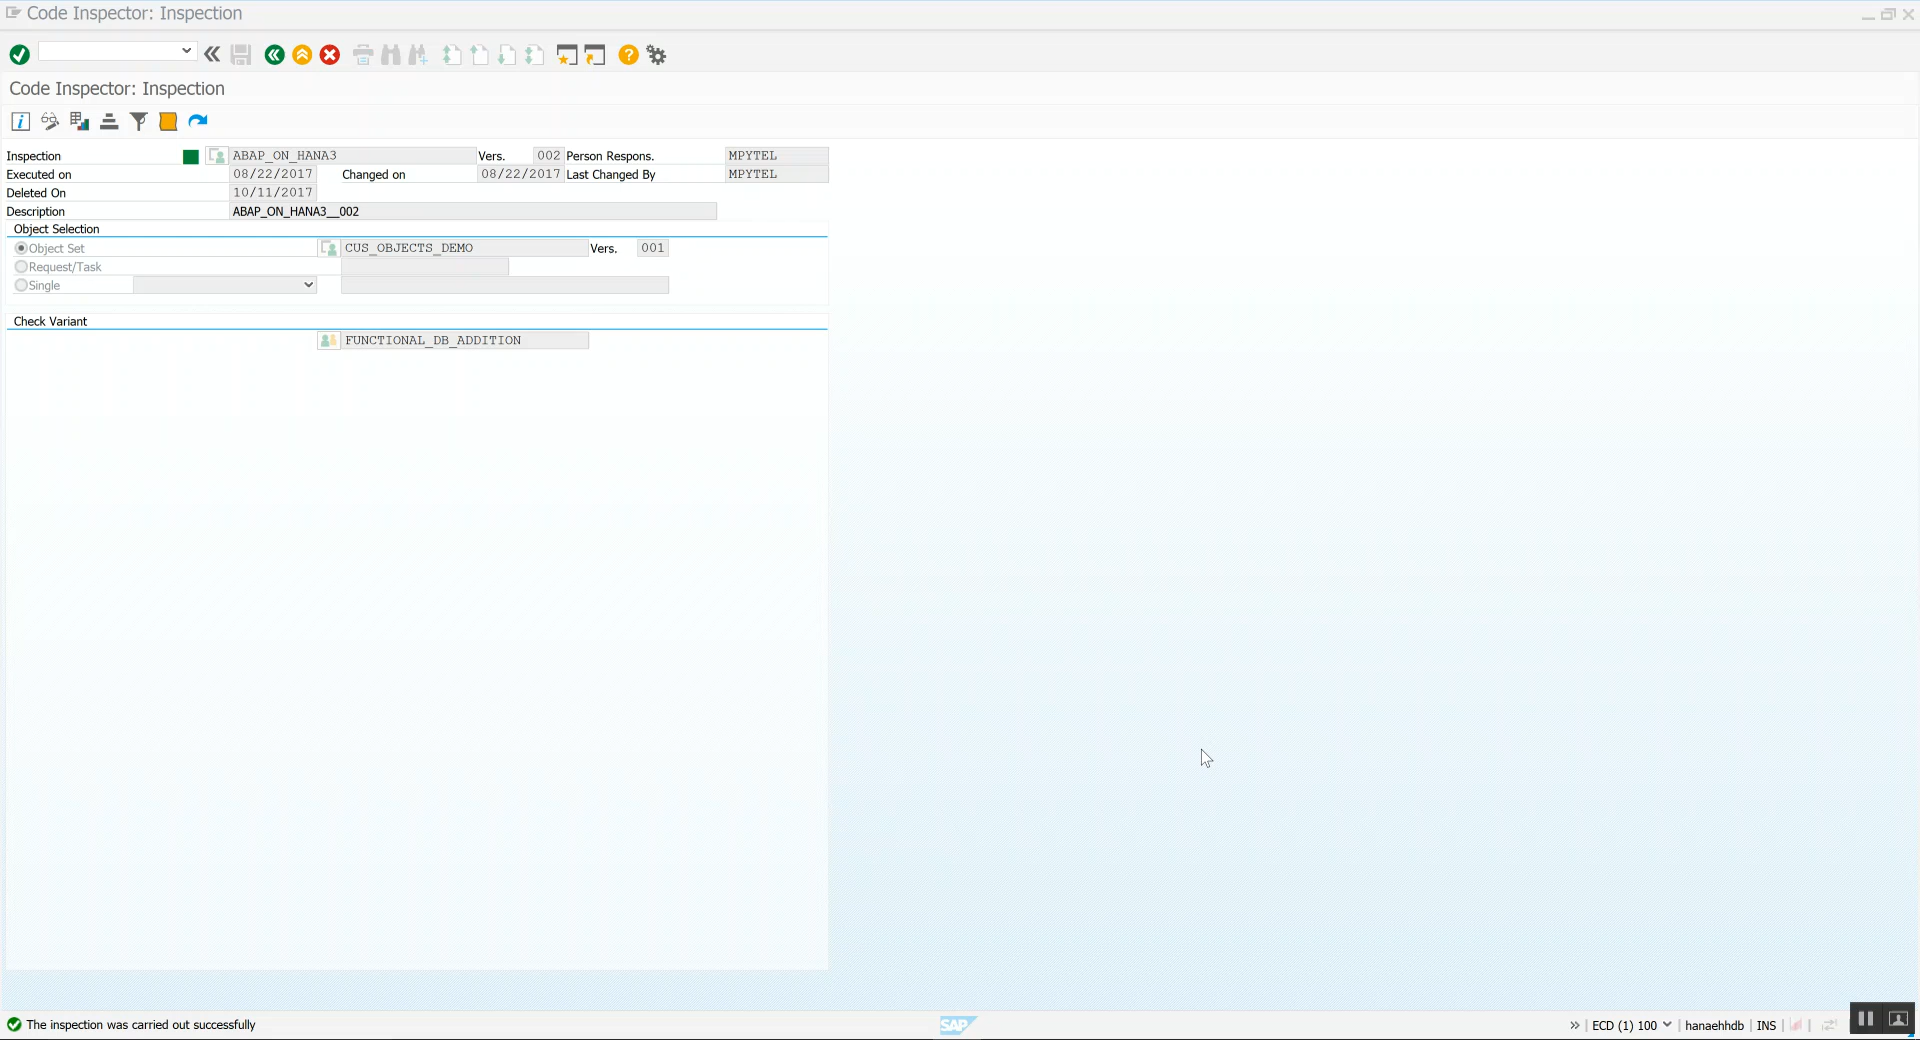 Code Inspector: Inspection
Code Inspector: Inspection
Inspection ABAP_ON_HANA3 Vers. 002 Person Respons. MPYTEL
Executed on 08/22/2017 Changed on 08/22/2017 Last Changed By MPYTEL
Deleted On 10/11/2017
Description ABAP_ON_HANA3__002
Object Selection
Object Set CUS_OBJECTS_DEMO Vers. 001
Request/Task
Single
Check Variant
FUNCTIONAL_DB_ADDITION
The inspection was carried out successfully SAP ECD (1) 100 hanaehhdb INS